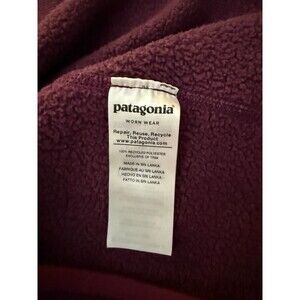 patagonia
WORN WEAR
Repair, Reuse, Recycle
This Product
www.patagonia.com
100% RECYCLED POLYESTER
EXCLUSIVE OF TRIM
MADE IN SRI LANKA
FABRIQUÉ AU SRI LANKA
HECHO EN SRI LANKA
FATTO IN SRI LANKA